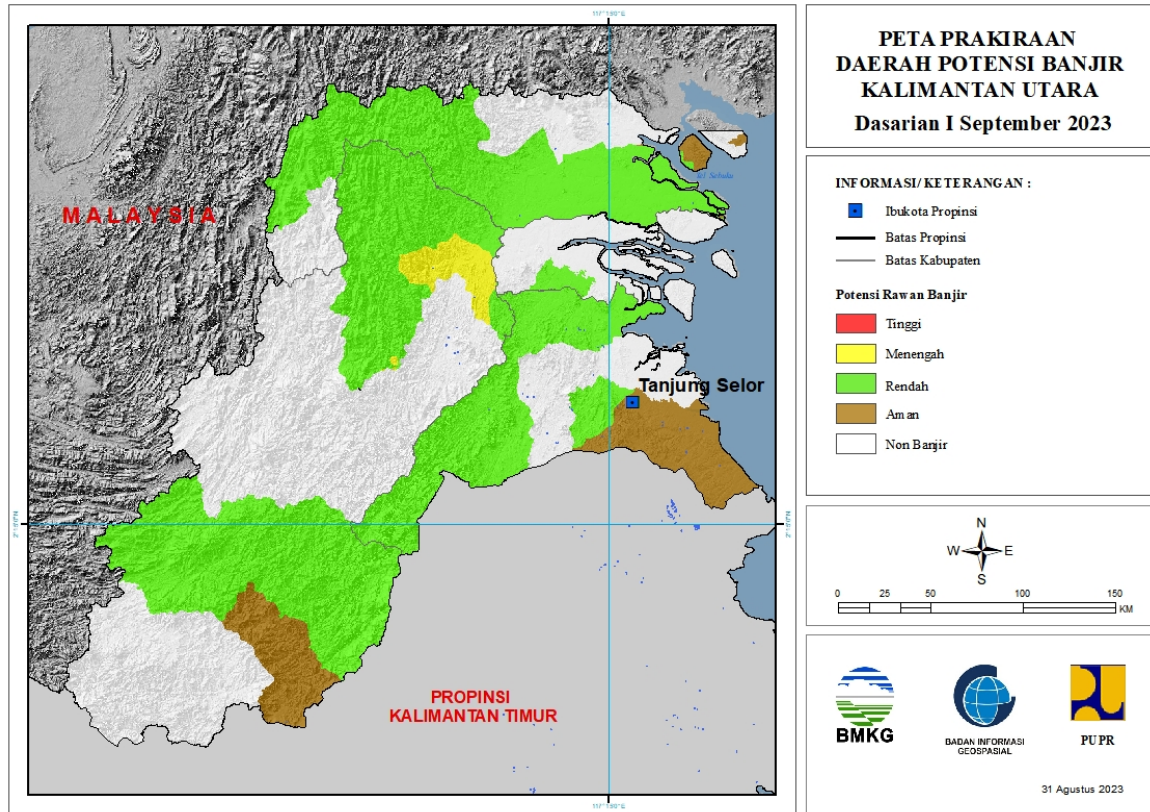 PETA PRAKIRAAN
DAERAH POTENSI BANJIR
KALIMANTAN UTARA
Dasarian I September 2023
INFORMASI/ KETERANGAN :
Ibukota Propinsi
Batas Propinsi
Batas Kabupaten
Potensi Rawan Banjir
Tinggi
Menengah
Rendah
Aman
Non Banjir
N
W E
S
0 25 50 100 150
KM
BMKG
BADAN INFORMASI
GEOSPASIAL
PUPR
31 Agustus 2023
MALAYSIA
Tel Sebuku
Tanjung Selor
PROPINSI
KALIMANTAN TIMUR